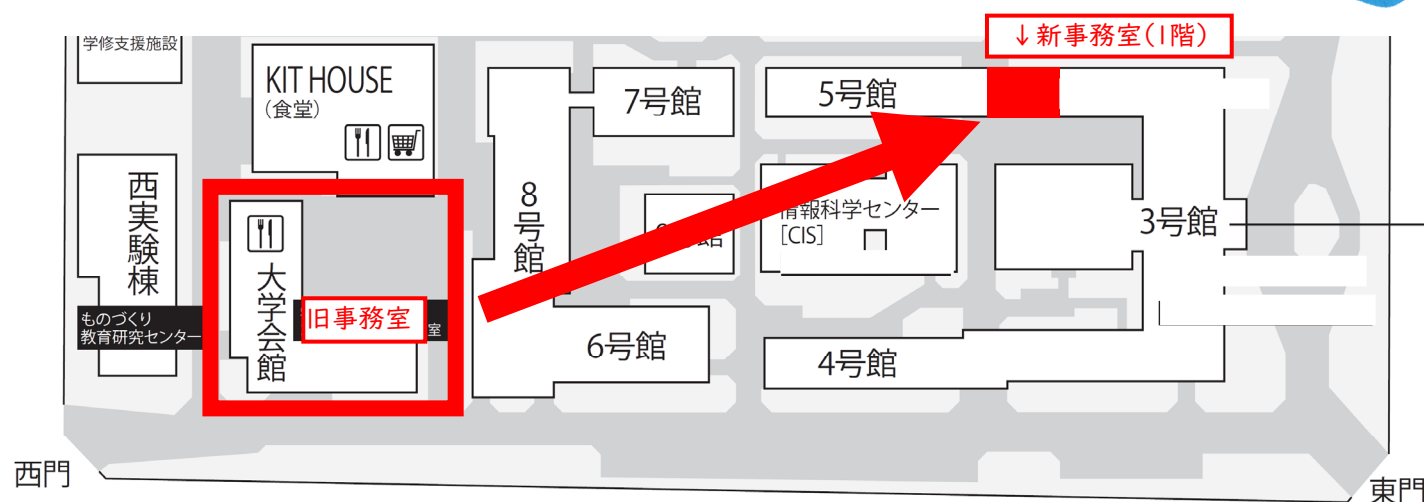 ↓新事務室(1階)
学修支援施設
KIT HOUSE
(食堂)
7号館
5号館
西実験棟
8号館
号館
情報科学センター
[CIS]
3号館
大学会館
旧事務室
室
ものづくり
教育研究センター
6号館
4号館
西門
東門